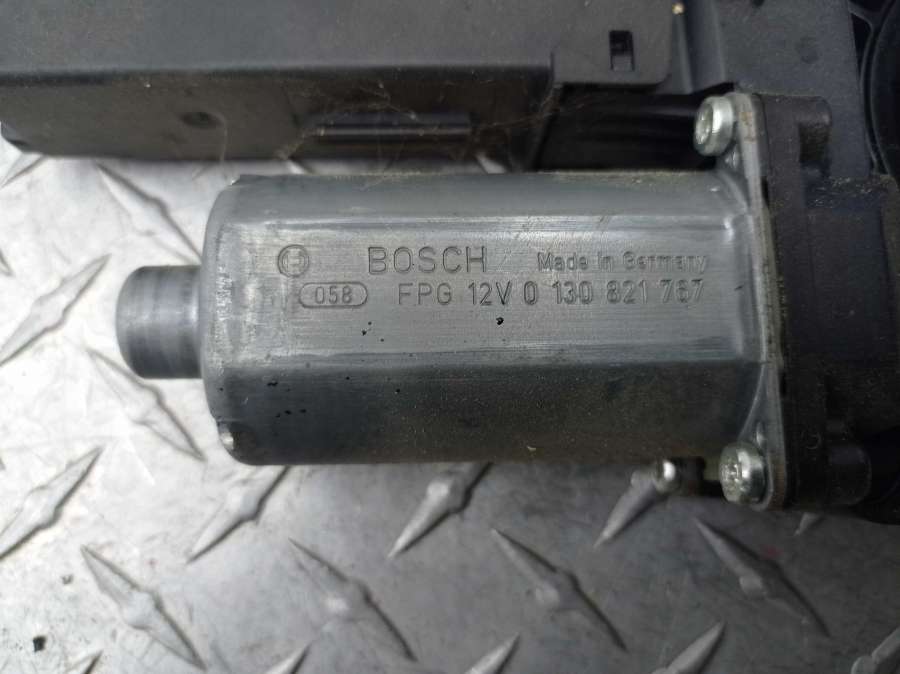 BOSCH Made in Germany
058 FPG 12V 0 130 821 767